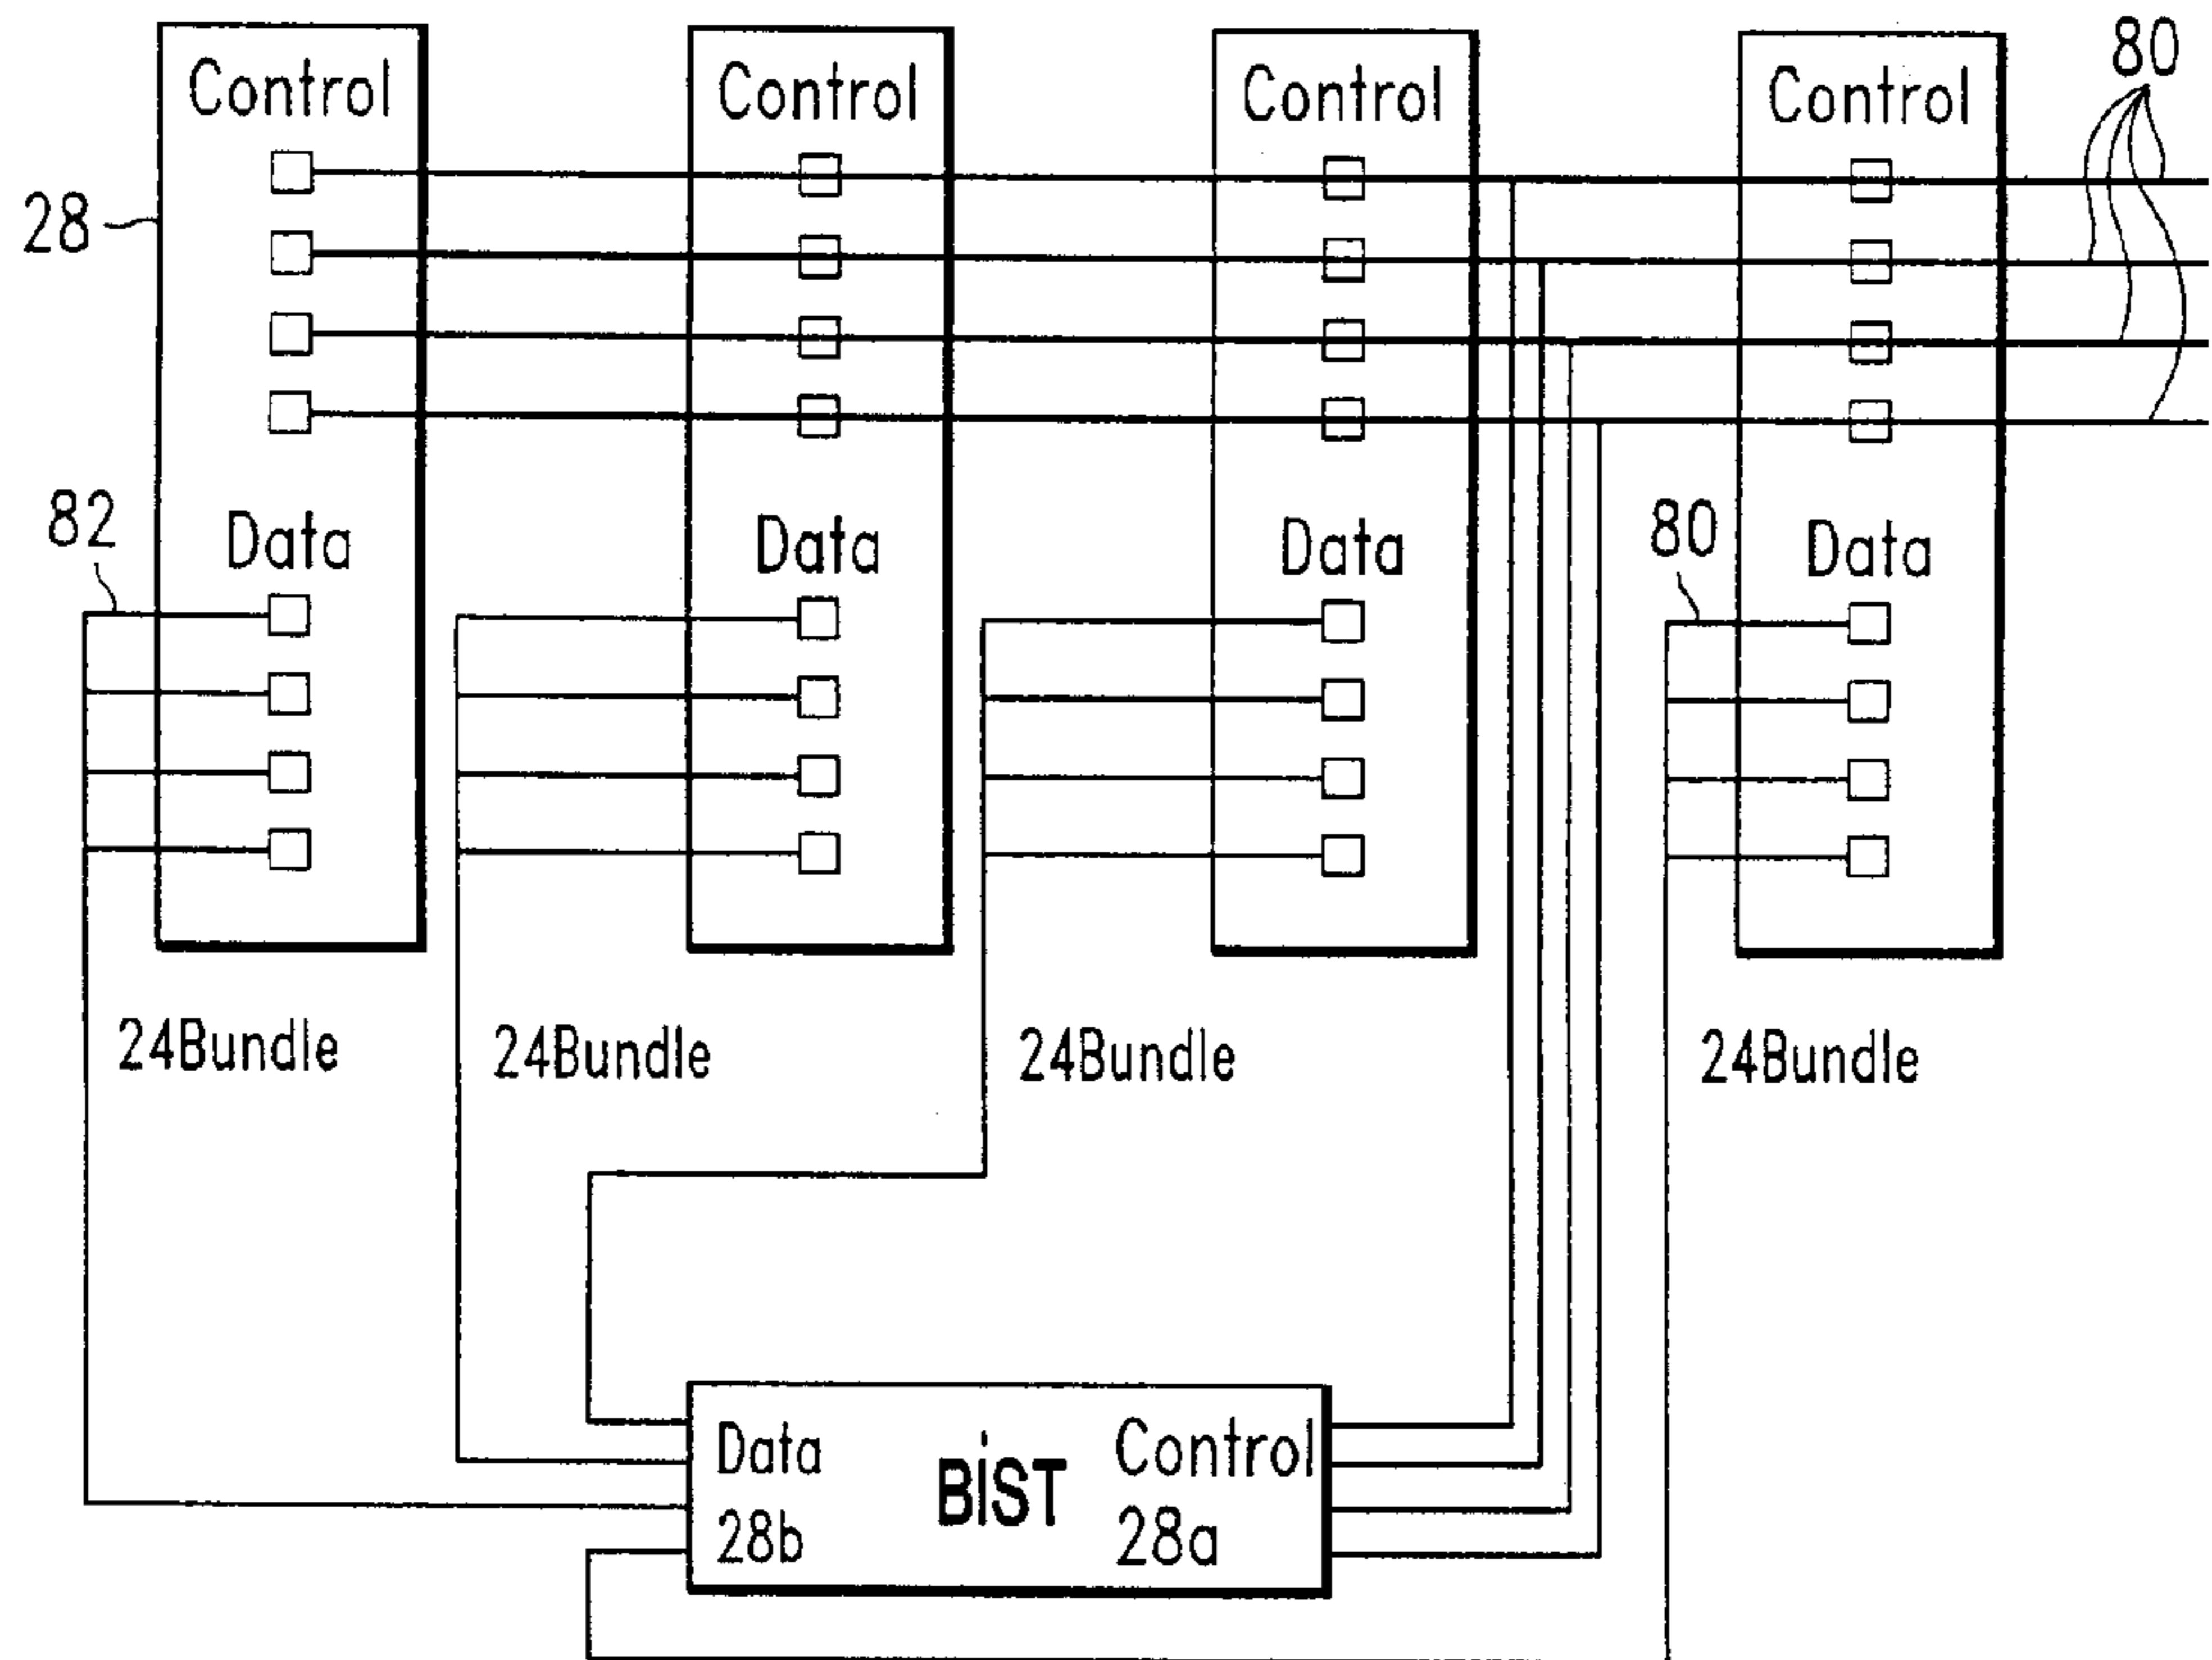 Control Control Control Control 80
28
82 Data Data Data 80 Data
24Bundle 24Bundle 24Bundle 24Bundle
Data BiST Control
28b 28a